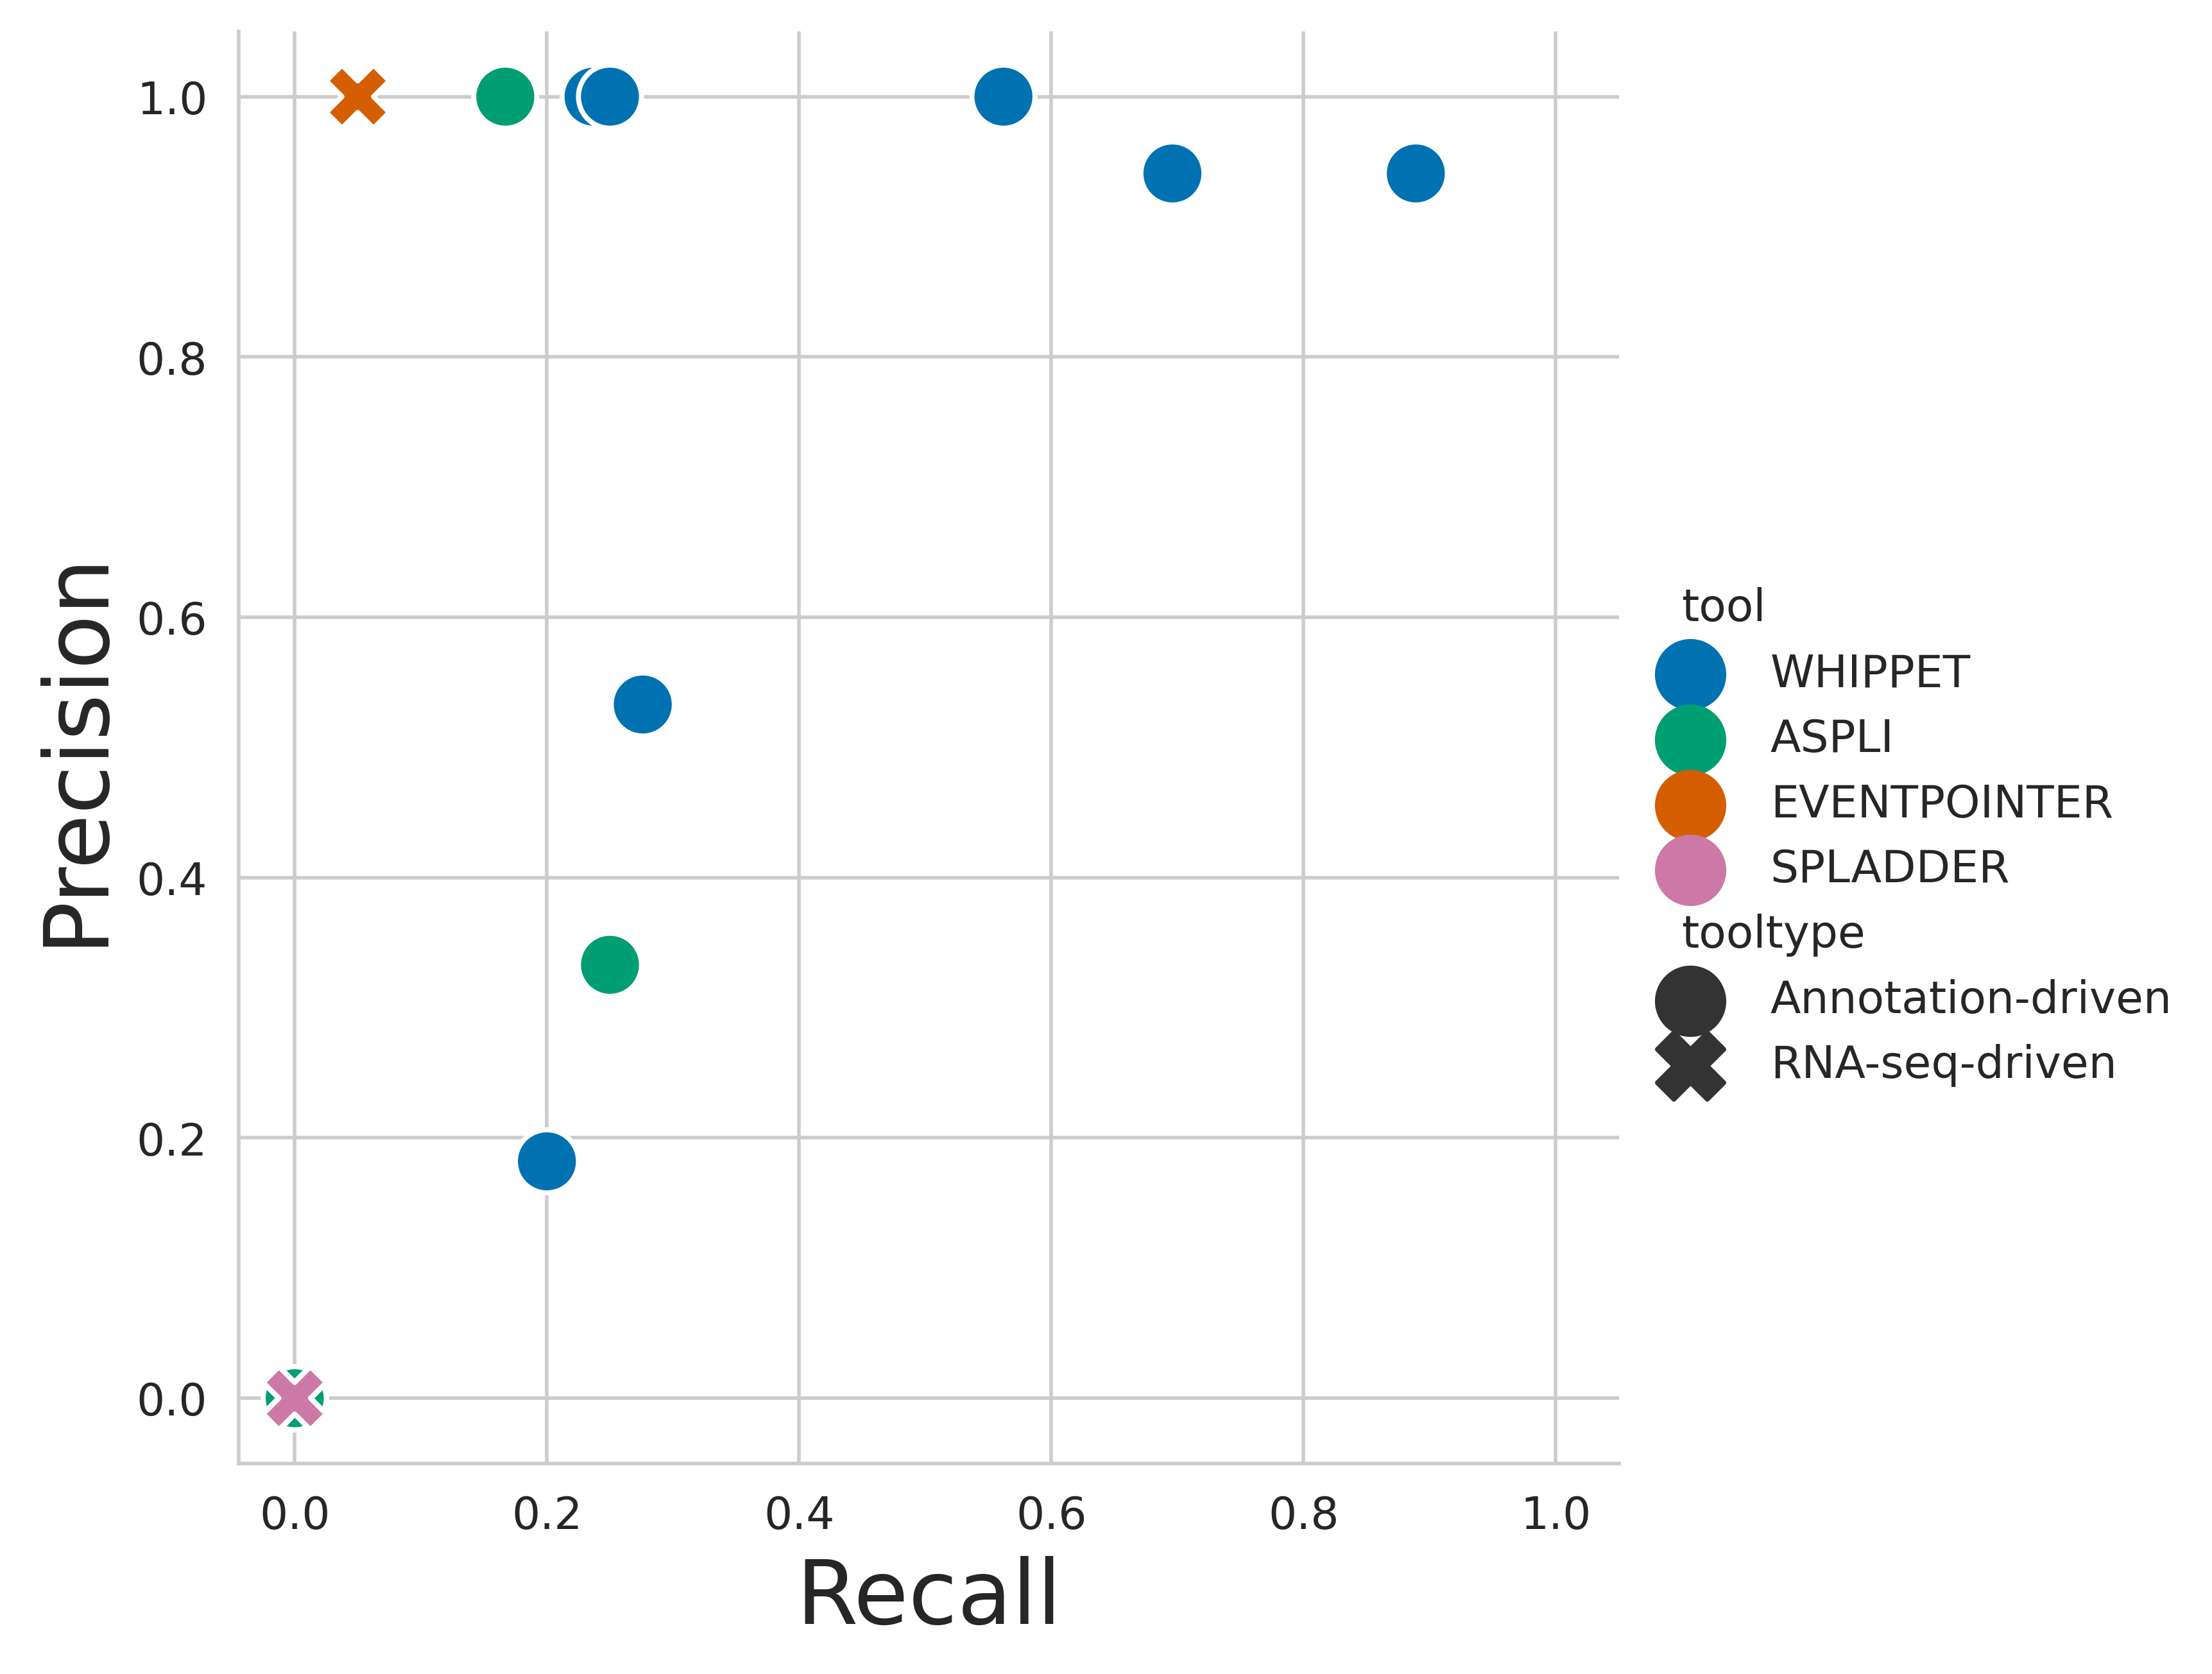 1.0
0.8
0.6
0.4
0.2
0.0
Precision
0.0 0.2 0.4 0.6 0.8 1.0
Recall
tool
WHIPPET
ASPLI
EVENTPOINTER
SPLADDER
tooltype
Annotation-driven
RNA-seq-driven